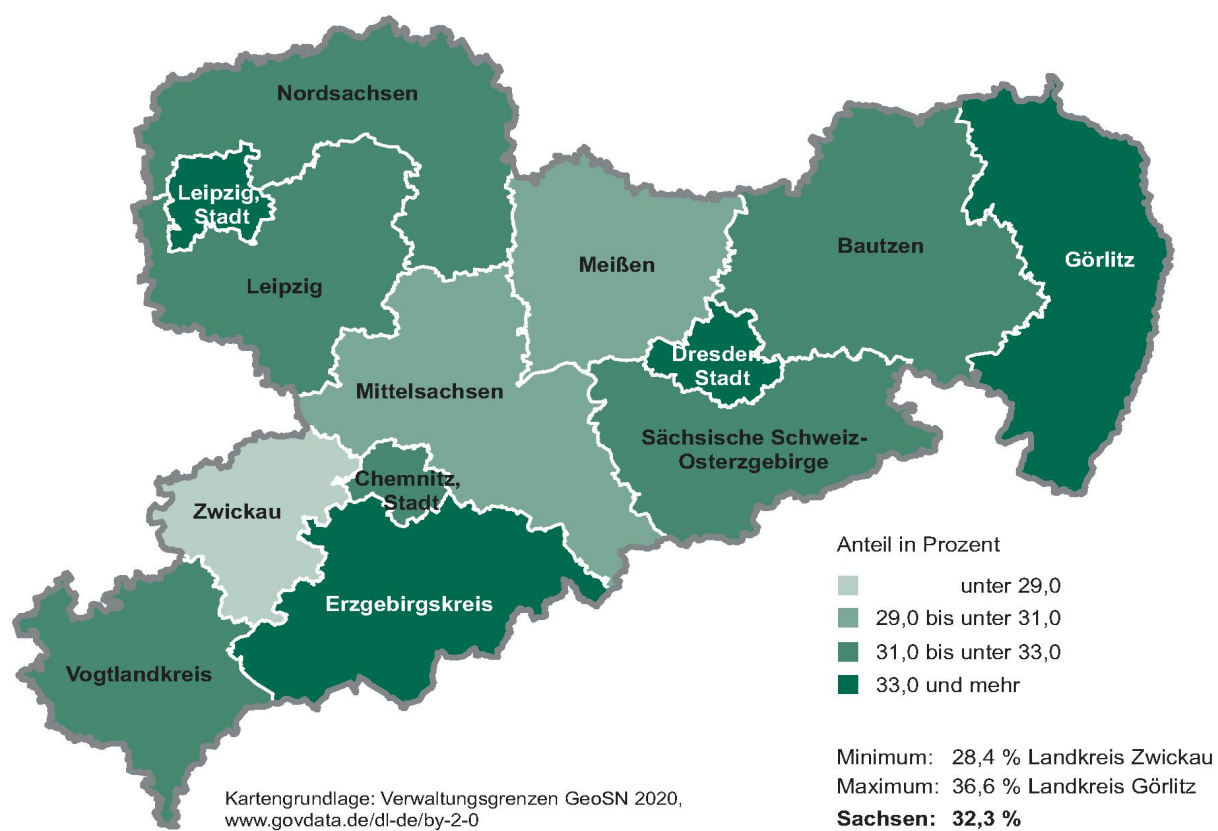 Nordsachsen
Leipzig,
Stadt
Leipzig
Meißen
Bautzen
Görlitz
Dresden,
Stadt
Mittelsachsen
Sächsische Schweiz-
Osterzgebirge
Chemnitz,
Stadt
Zwickau
Erzgebirgskreis
Vogtlandkreis
Anteil in Prozent
unter 29,0
29,0 bis unter 31,0
31,0 bis unter 33,0
33,0 und mehr
Minimum: 28,4 % Landkreis Zwickau
Maximum: 36,6 % Landkreis Görlitz
Sachsen: 32,3 %
Kartengrundlage: Verwaltungsgrenzen GeoSN 2020,
www.govdata.de/dl-de/by-2-0